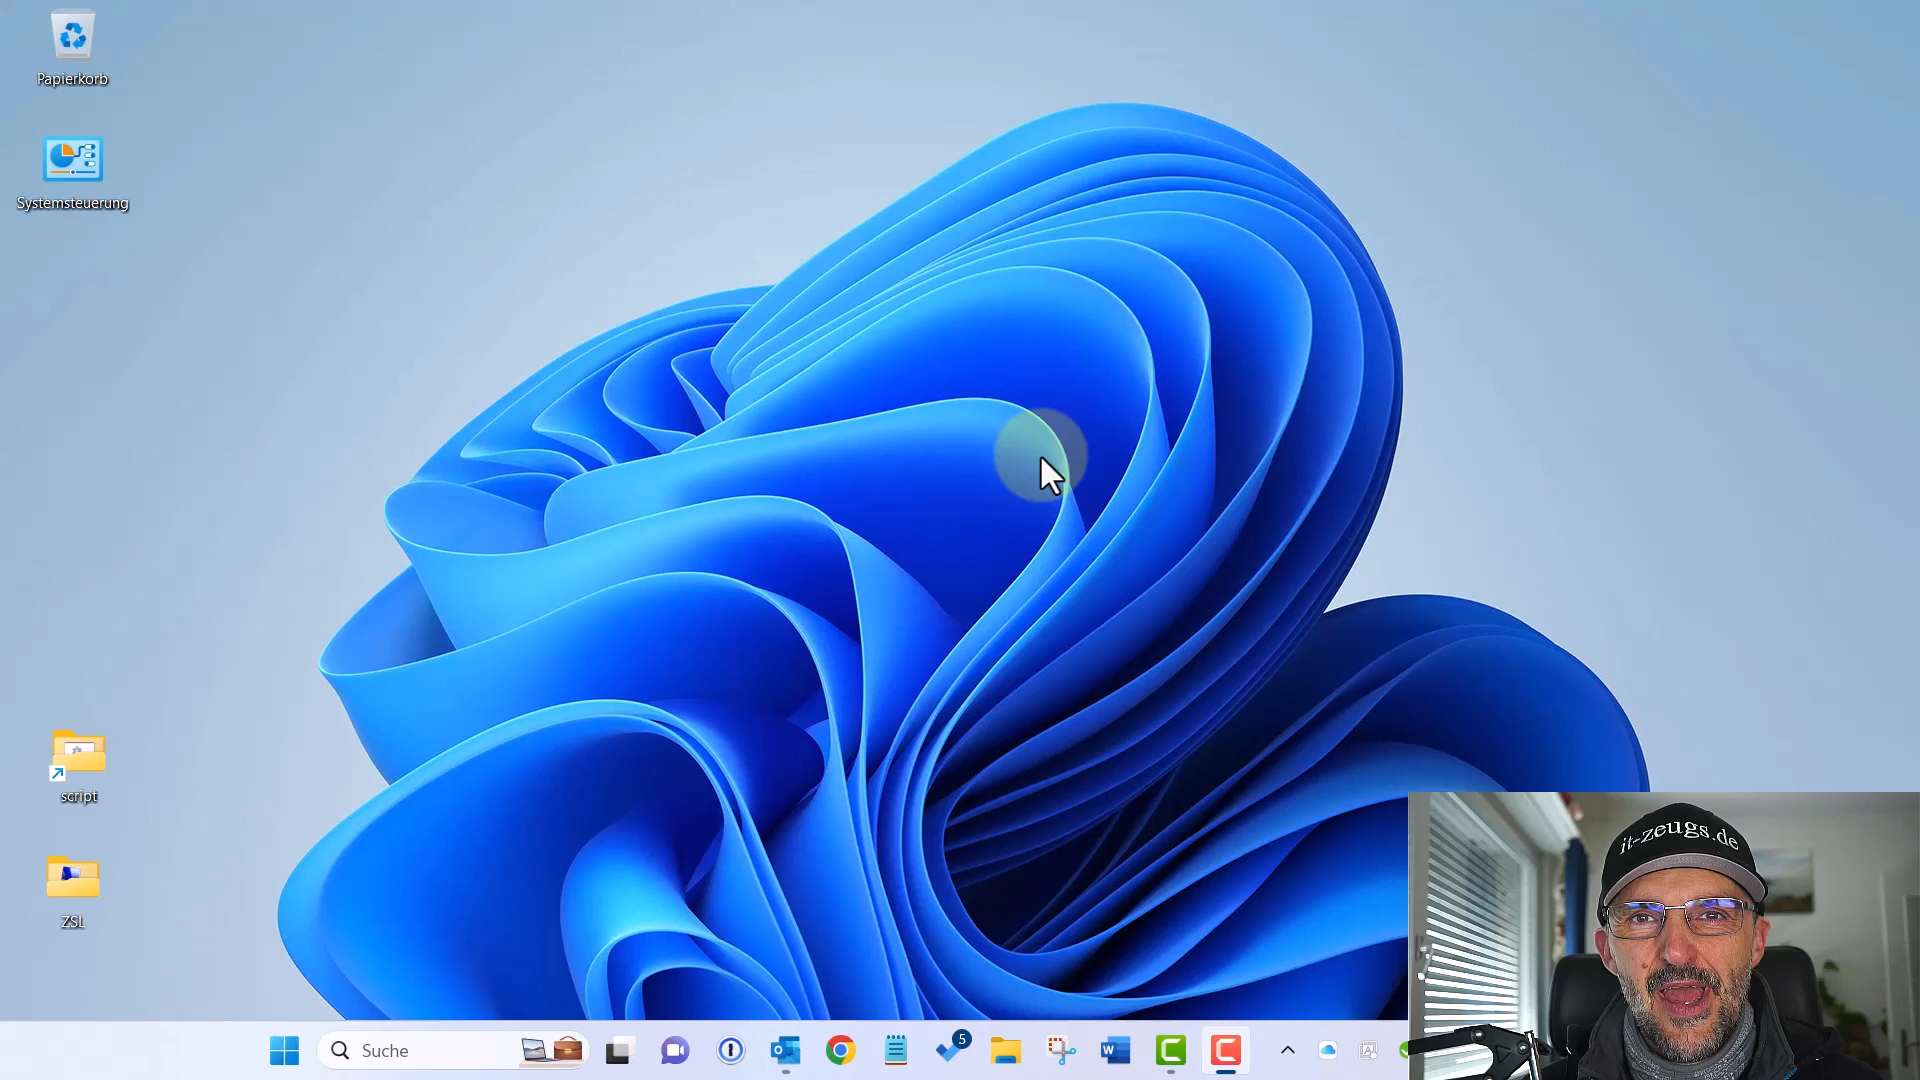 Papierkorb
Systemsteuerung
script
ZSL
it-zeugs.de
Suche
5